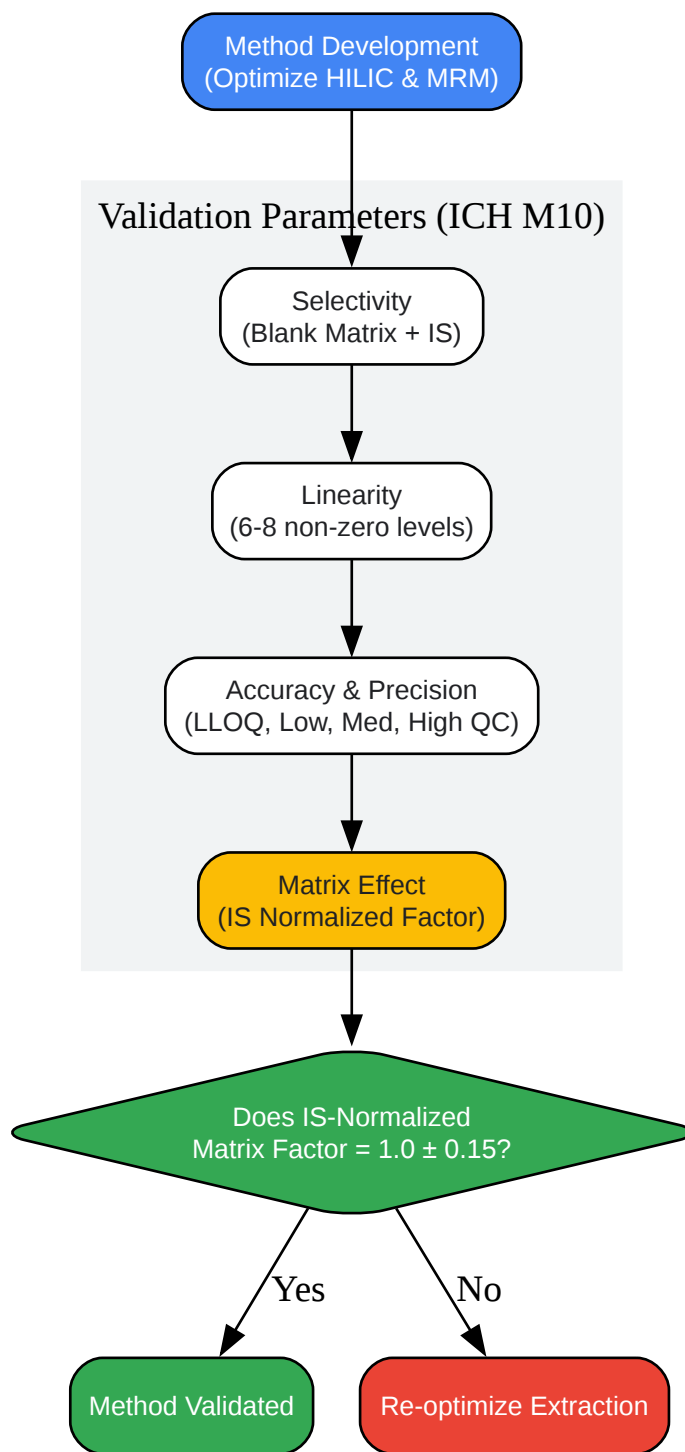 Method Development
(Optimize HILIC & MRM)
Validation Parameters (ICH M10)
Selectivity
(Blank Matrix + IS)
Linearity
(6-8 non-zero levels)
Accuracy & Precision
(LLOQ, Low, Med, High QC)
Matrix Effect
(IS Normalized Factor)
Does IS-Normalized
Matrix Factor = 1.0 ± 0.15?
Yes
No
Method Validated
Re-optimize Extraction